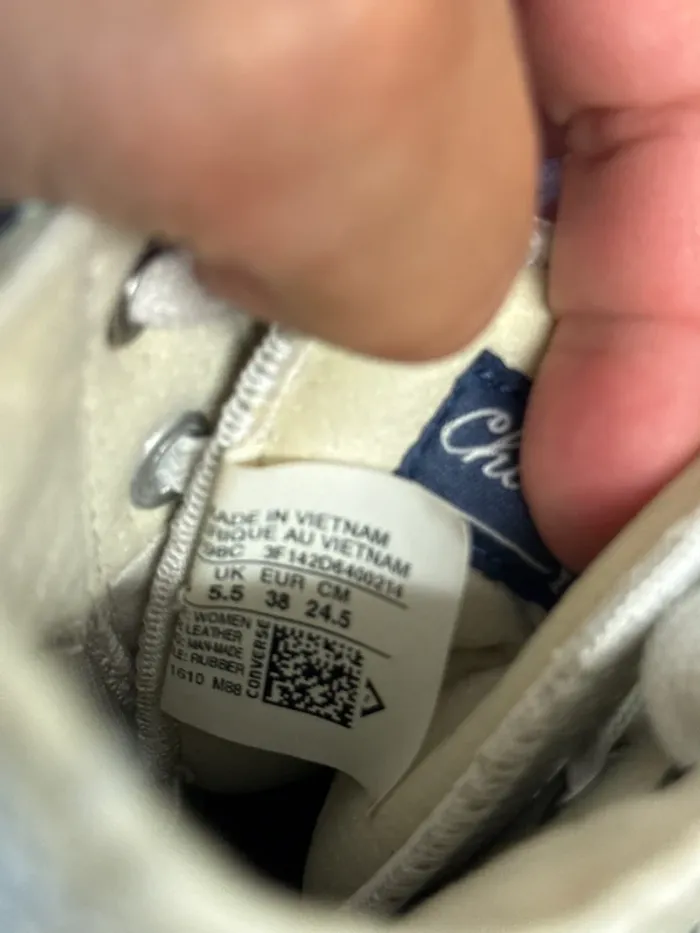 MADE IN VIETNAM
FABRIQUE AU VIETNAM
98C 3F142D6400214
UK EUR CM
5.5 38 24.5
WOMEN
LEATHER
MAN-MADE
RUBBER
1610 M88
CONVERSE